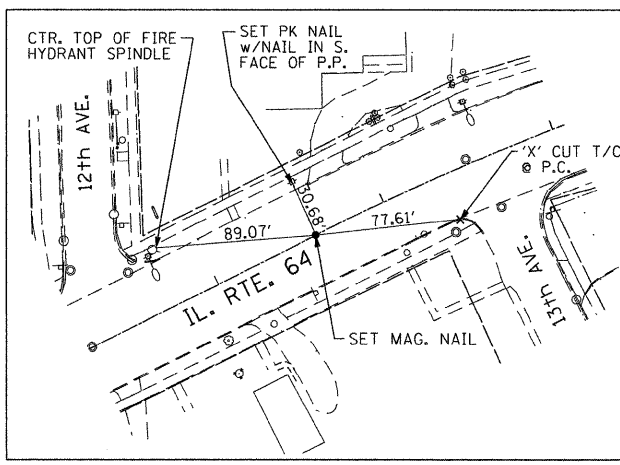 CTR. TOP OF FIRE
HYDRANT SPINDLE
SET PK NAIL
w/NAIL IN S.
FACE OF P.P.
12th AVE.
'X' CUT T/C
@ P.C.
30.68'
89.07'
77.61'
IL. RTE. 64
13th AVE.
SET MAG. NAIL